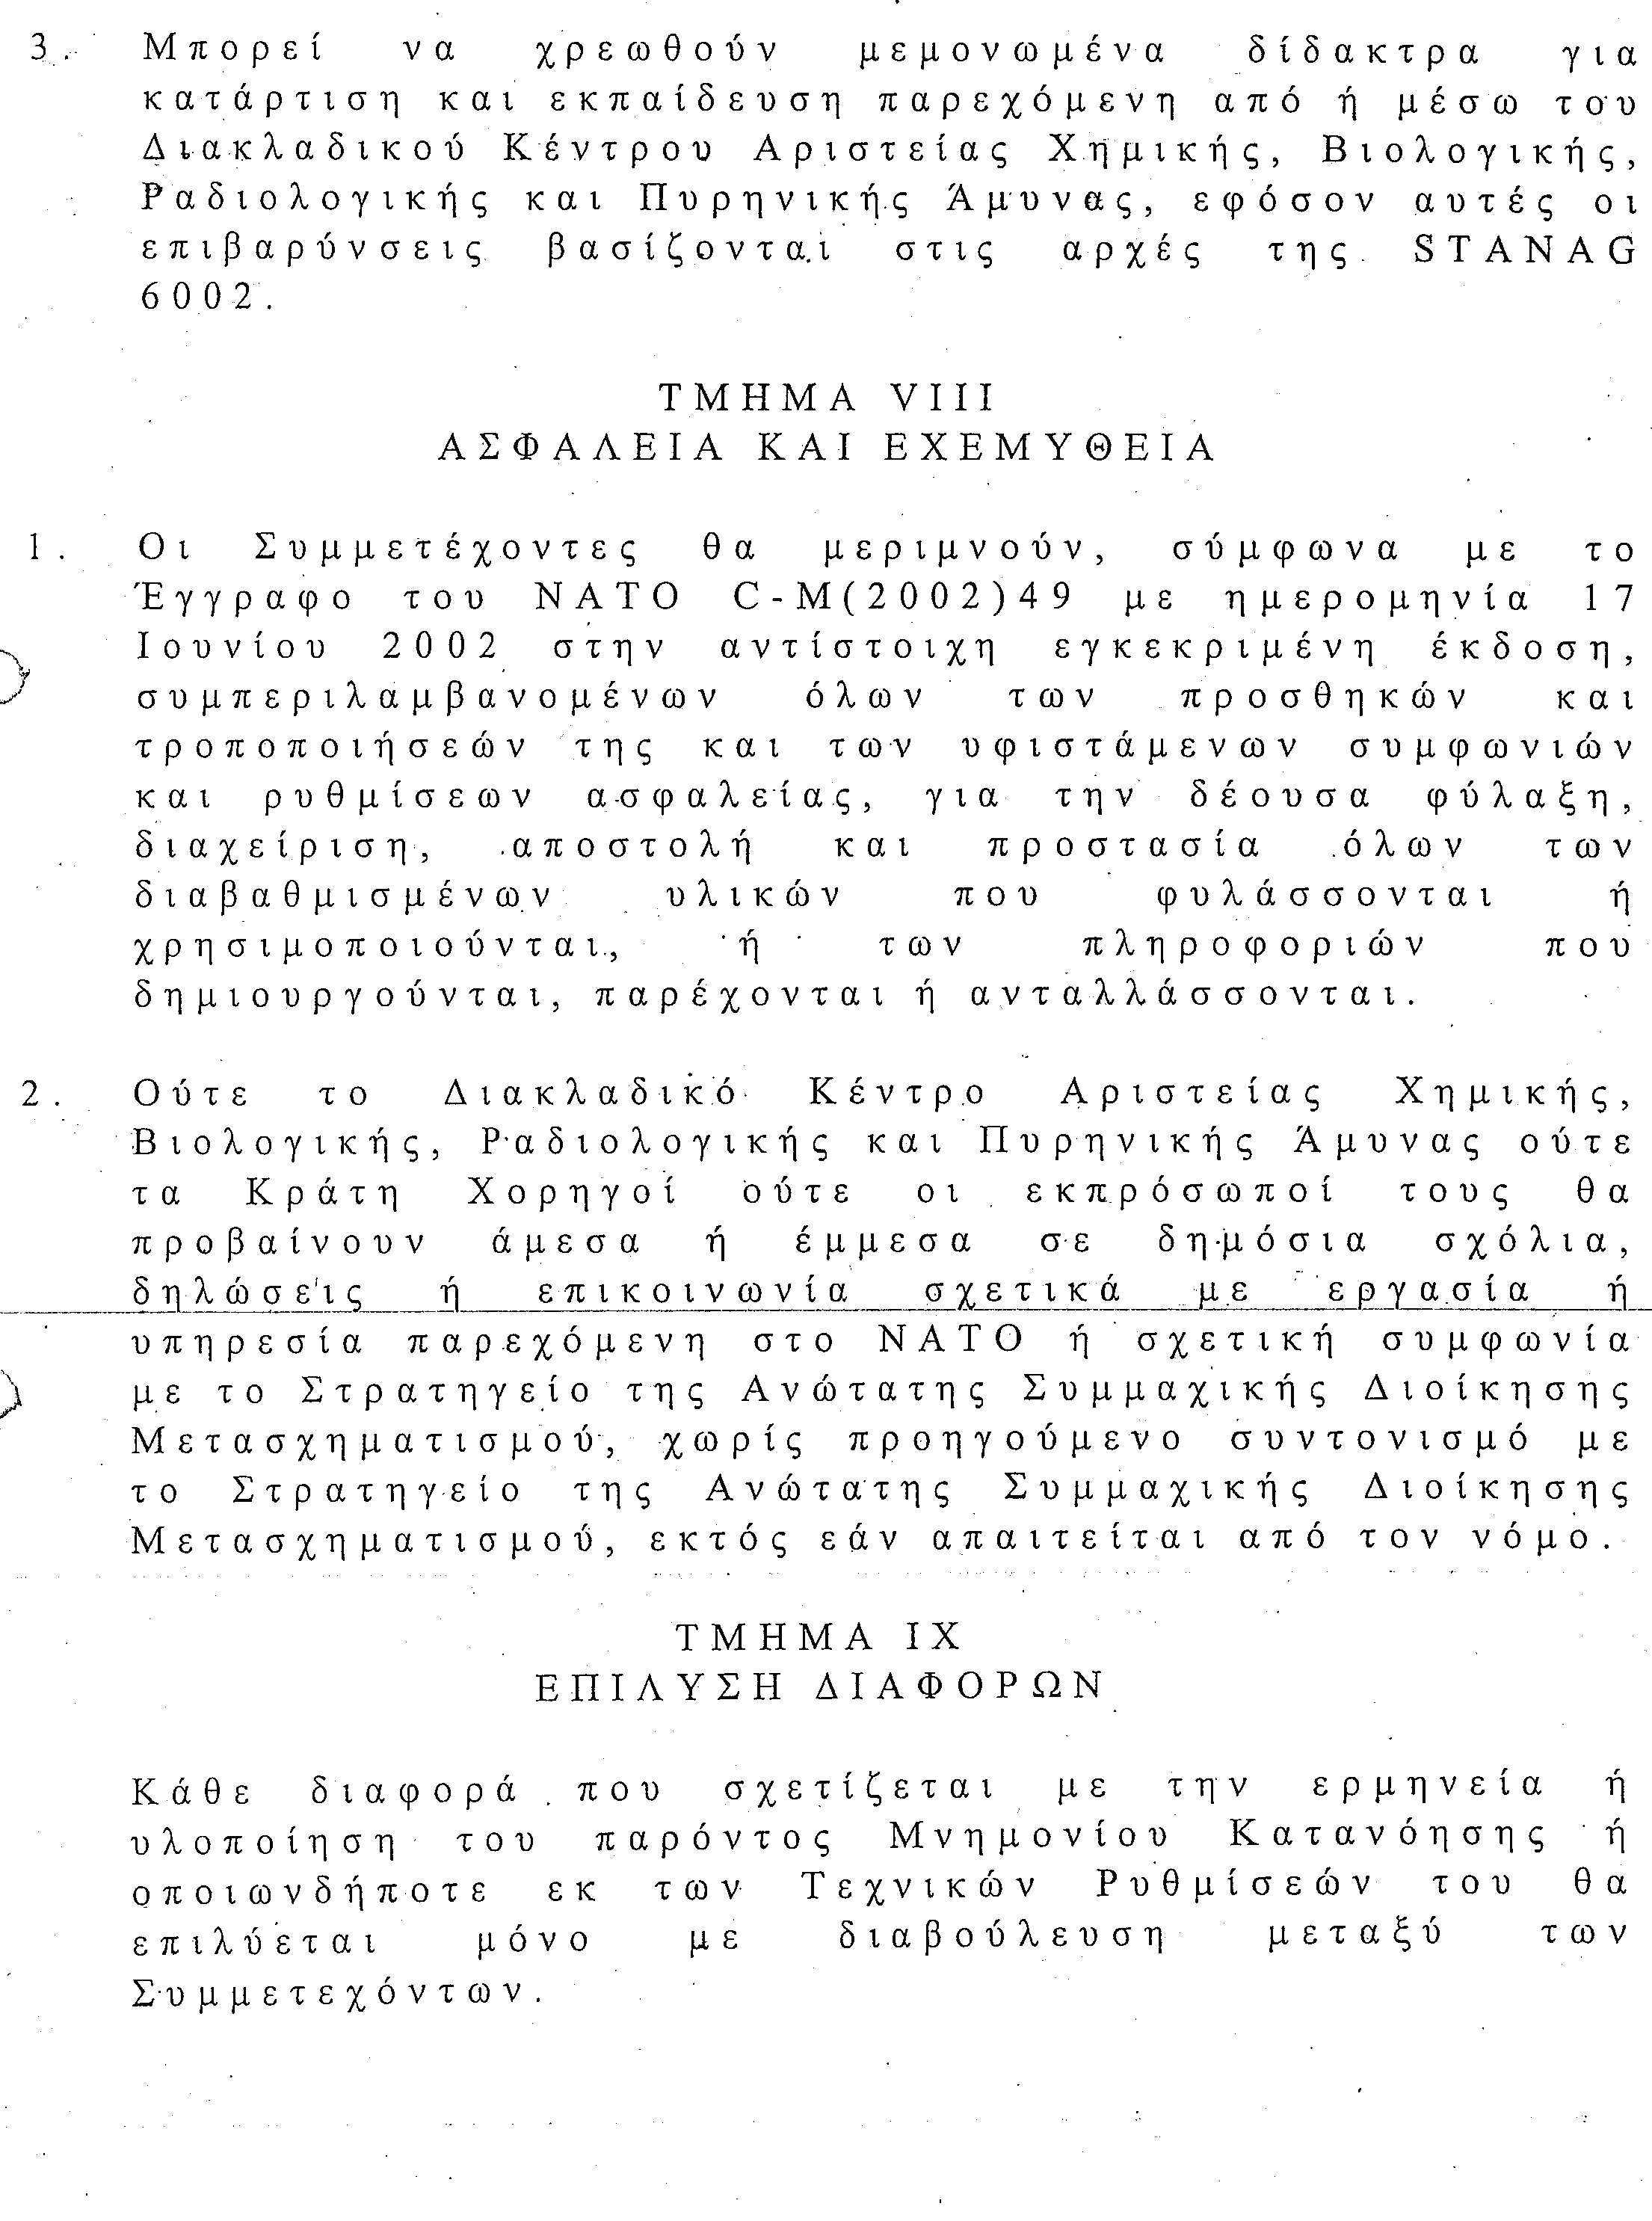 3. Μπορεί να χρεωθούν μεμονωμένα δίδακτρα για
κατάρτιση και εκπαίδευση παρεχόμενη από ή μέσω του
Διακλαδικού Κέντρου Αριστείας Χημικής, Βιολογικής,
Ραδιολογικής και Πυρηνικής Άμυνας, εφόσον αυτές οι
επιβαρύνσεις βασίζονται στις αρχές της STANAG
6002.
ΤΜΗΜΑ VIII
ΑΣΦΑΛΕΙΑ ΚΑΙ ΕΧΕΜΥΘΕΙΑ
1. Οι Συμμετέχοντες θα μεριμνούν, σύμφωνα με το
Έγγραφο του ΝΑΤΟ C-M(2002)49 με ημερομηνία 17
Ιουνίου 2002 στην αντίστοιχη εγκεκριμένη έκδοση,
συμπεριλαμβανομένων όλων των προσθηκών και
τροποποιήσεών της και των υφιστάμενων συμφωνιών
και ρυθμίσεων ασφαλείας, για την δέουσα φύλαξη,
διαχείριση, αποστολή και προστασία όλων των
διαβαθμισμένων υλικών που φυλάσσονται ή
χρησιμοποιούνται, ή των πληροφοριών που
δημιουργούνται, παρέχονται ή ανταλλάσσονται.
2. Ούτε το Διακλαδικό Κέντρο Αριστείας Χημικής,
Βιολογικής, Ραδιολογικής και Πυρηνικής Άμυνας ούτε
τα Κράτη Χορηγοί ούτε οι εκπρόσωποί τους θα
προβαίνουν άμεσα ή έμμεσα σε δημόσια σχόλια,
δηλώσεις ή επικοινωνία σχετικά με εργασία ή
υπηρεσία παρεχόμενη στο ΝΑΤΟ ή σχετική συμφωνία
με το Στρατηγείο της Ανώτατης Συμμαχικής Διοίκησης
Μετασχηματισμού, χωρίς προηγούμενο συντονισμό με
το Στρατηγείο της Ανώτατης Συμμαχικής Διοίκησης
Μετασχηματισμού, εκτός εάν απαιτείται από τον νόμο.
ΤΜΗΜΑ ΙΧ
ΕΠΙΛΥΣΗ ΔΙΑΦΟΡΩΝ
Κάθε διαφορά που σχετίζεται με την ερμηνεία ή
υλοποίηση του παρόντος Μνημονίου Κατανόησης ή
οποιωνδήποτε εκ των Τεχνικών Ρυθμίσεών του θα
επιλύεται μόνο με διαβούλευση μεταξύ των
Συμμετεχόντων.